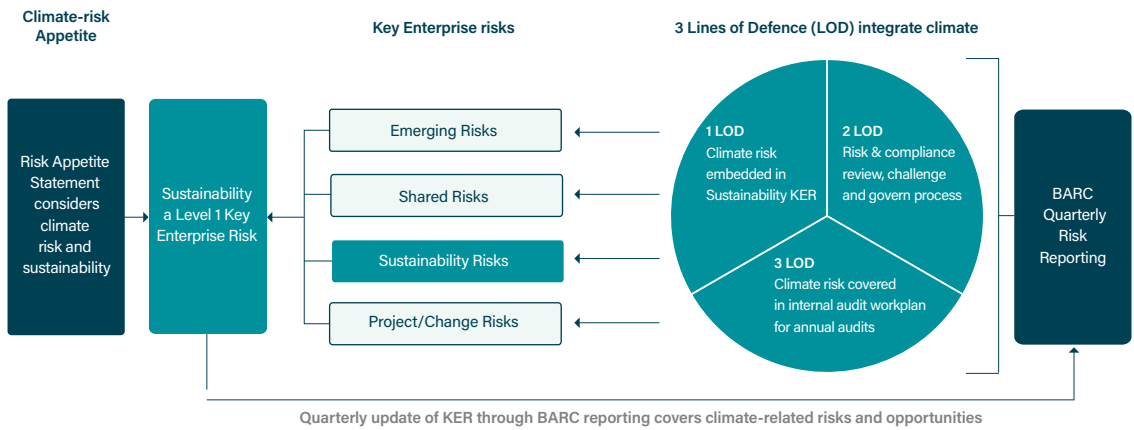 Climate-risk
Appetite
Key Enterprise risks
3 Lines of Defence (LOD) integrate climate
Risk Appetite
Statement
considers
climate
risk and
sustainability
Sustainability
a Level 1 Key
Enterprise Risk
Emerging Risks
Shared Risks
Sustainability Risks
Project/Change Risks
1 LOD
Climate risk
embedded in
Sustainability KER
2 LOD
Risk & compliance
review, challenge
and govern process
3 LOD
Climate risk covered
in internal audit workplan
for annual audits
BARC
Quarterly
Risk
Reporting
Quarterly update of KER through BARC reporting covers climate-related risks and opportunities